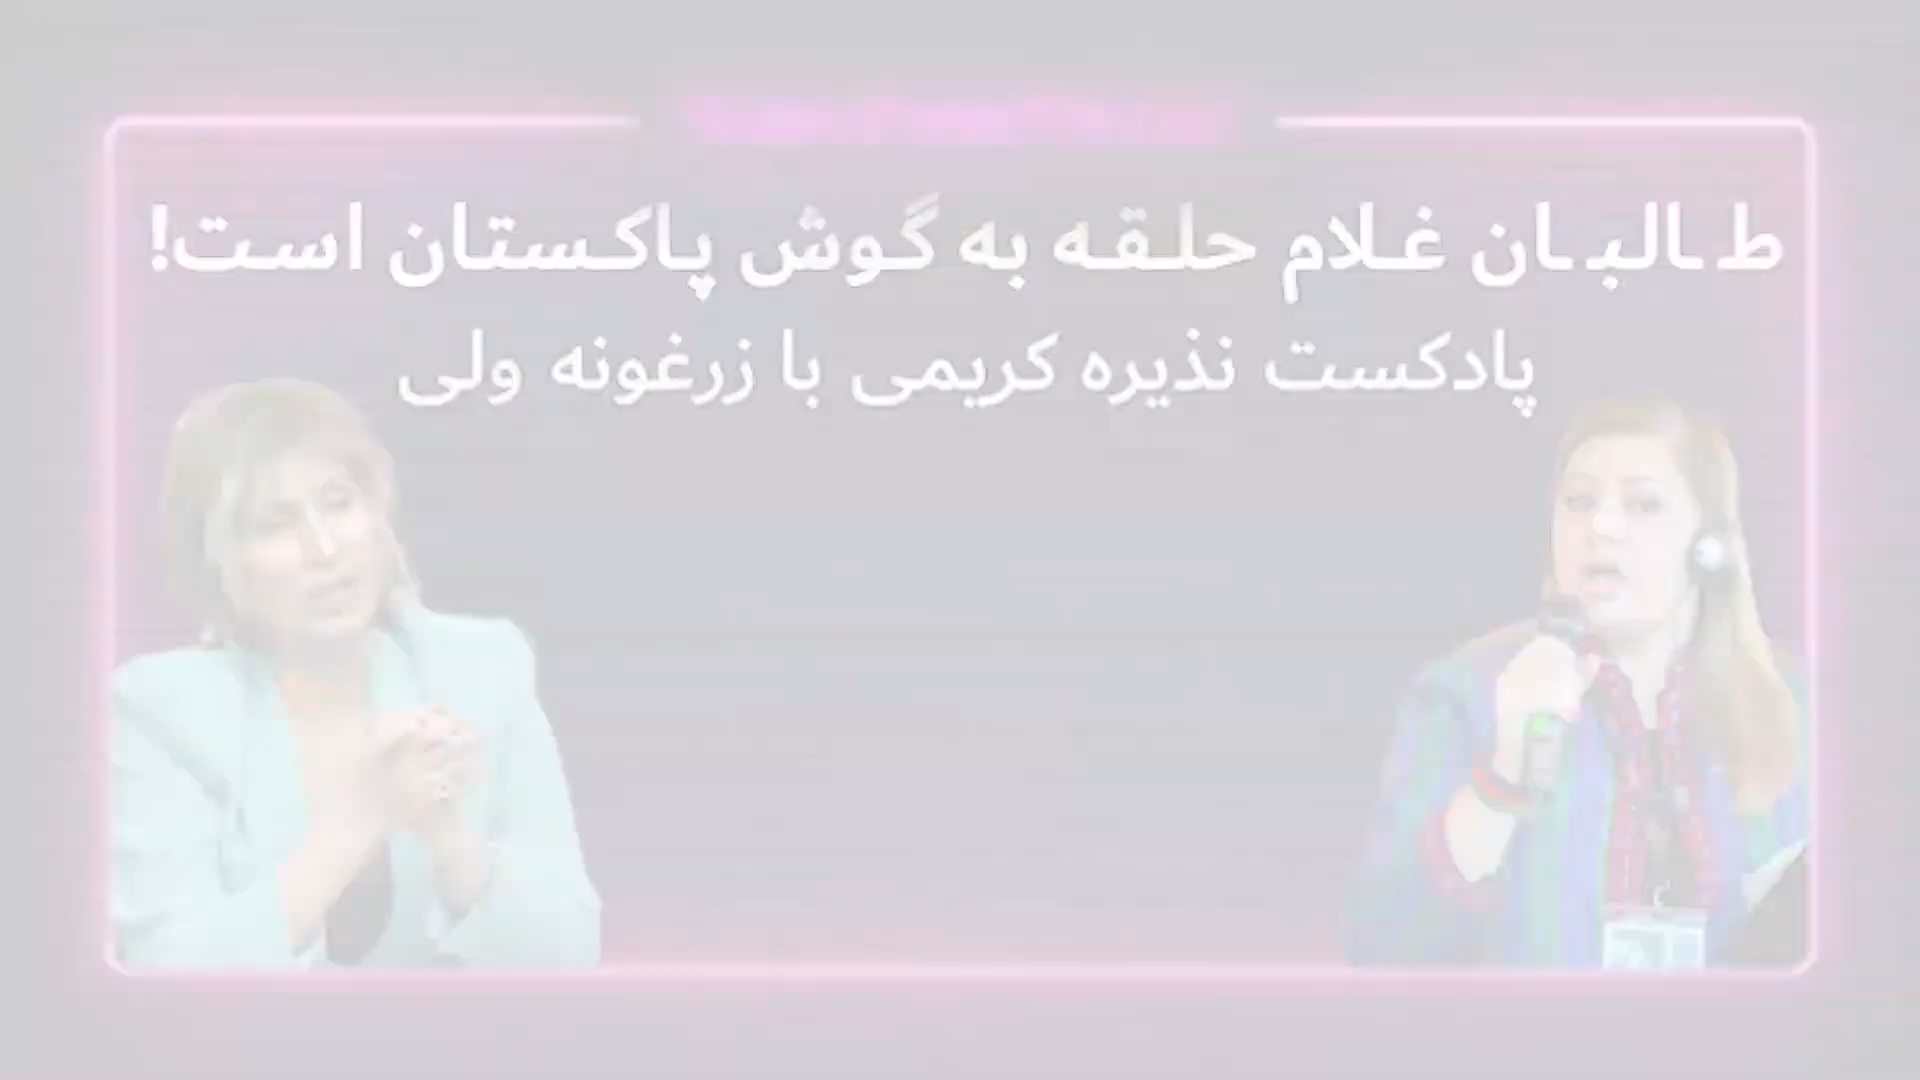 طالبان غلام حلقه به گوش پاکستان است!
پادکست نذیره کریمی با زرغونه ولی